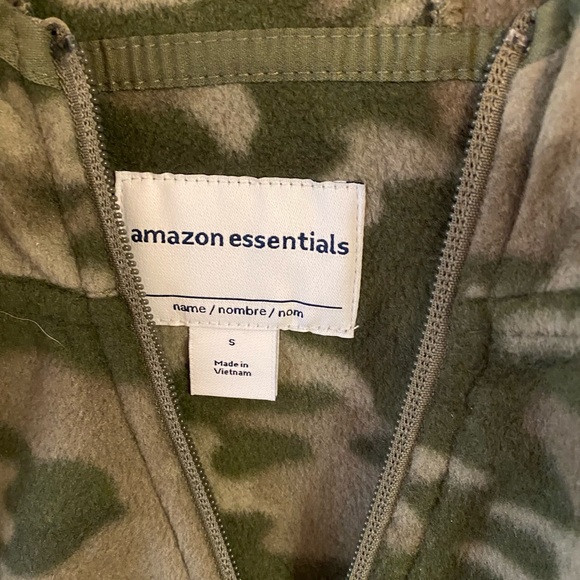 amazon essentials
name / nombre / nom
S
Made in
Vietnam